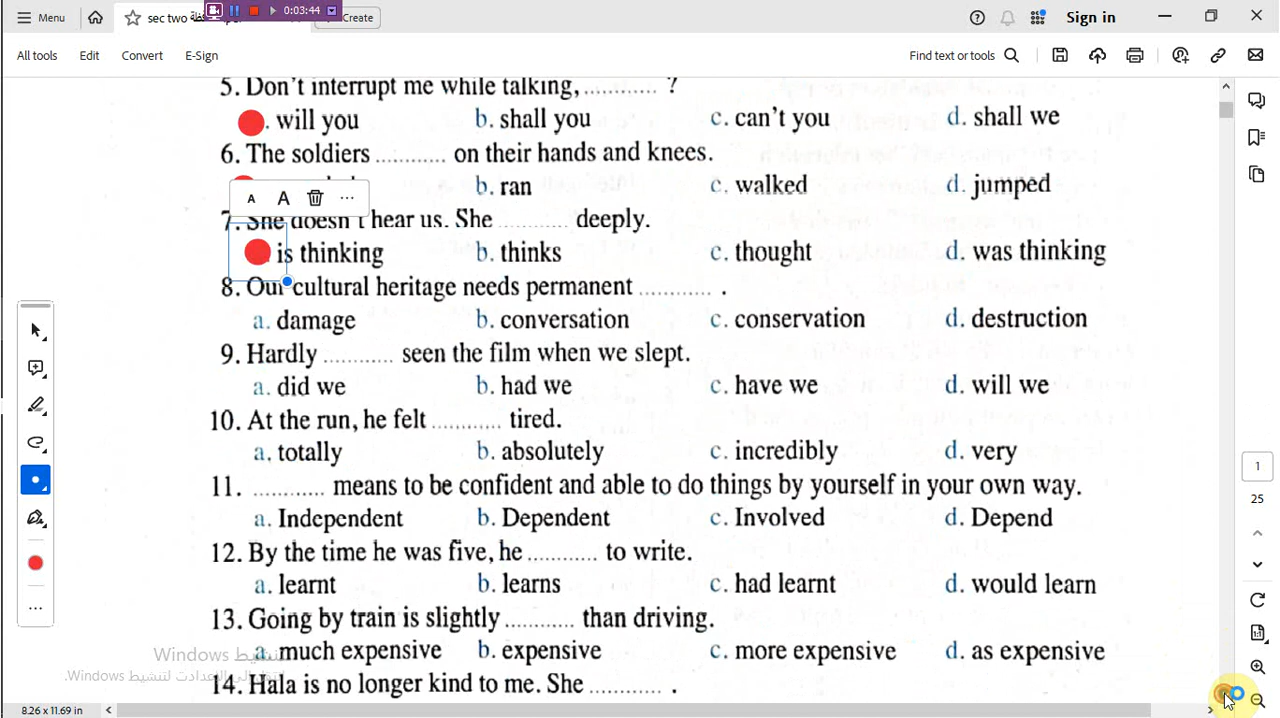 Menu
sec two
0:03:44
Create
Sign in
All tools Edit Convert E-Sign
Find text or tools
5. Don't interrupt me while talking, ............ ?
. will you b. shall you c. can't you d. shall we
6. The soldiers ............ on their hands and knees.
b. ran c. walked d. jumped
7. She doesn't hear us. She ............ deeply.
is thinking b. thinks c. thought d. was thinking
8. Our cultural heritage needs permanent ............ .
a. damage b. conversation c. conservation d. destruction
9. Hardly ............ seen the film when we slept.
a. did we b. had we c. have we d. will we
10. At the run, he felt ............ tired.
a. totally b. absolutely c. incredibly d. very
11. ............ means to be confident and able to do things by yourself in your own way.
a. Independent b. Dependent c. Involved d. Depend
12. By the time he was five, he ............ to write.
a. learnt b. learns c. had learnt d. would learn
13. Going by train is slightly ............ than driving.
a. much expensive b. expensive c. more expensive d. as expensive
14. Hala is no longer kind to me. She ............ .
تنشيط Windows
انتقل إلى الإعدادات لتنشيط Windows.
1
25
8.26 x 11.69 in